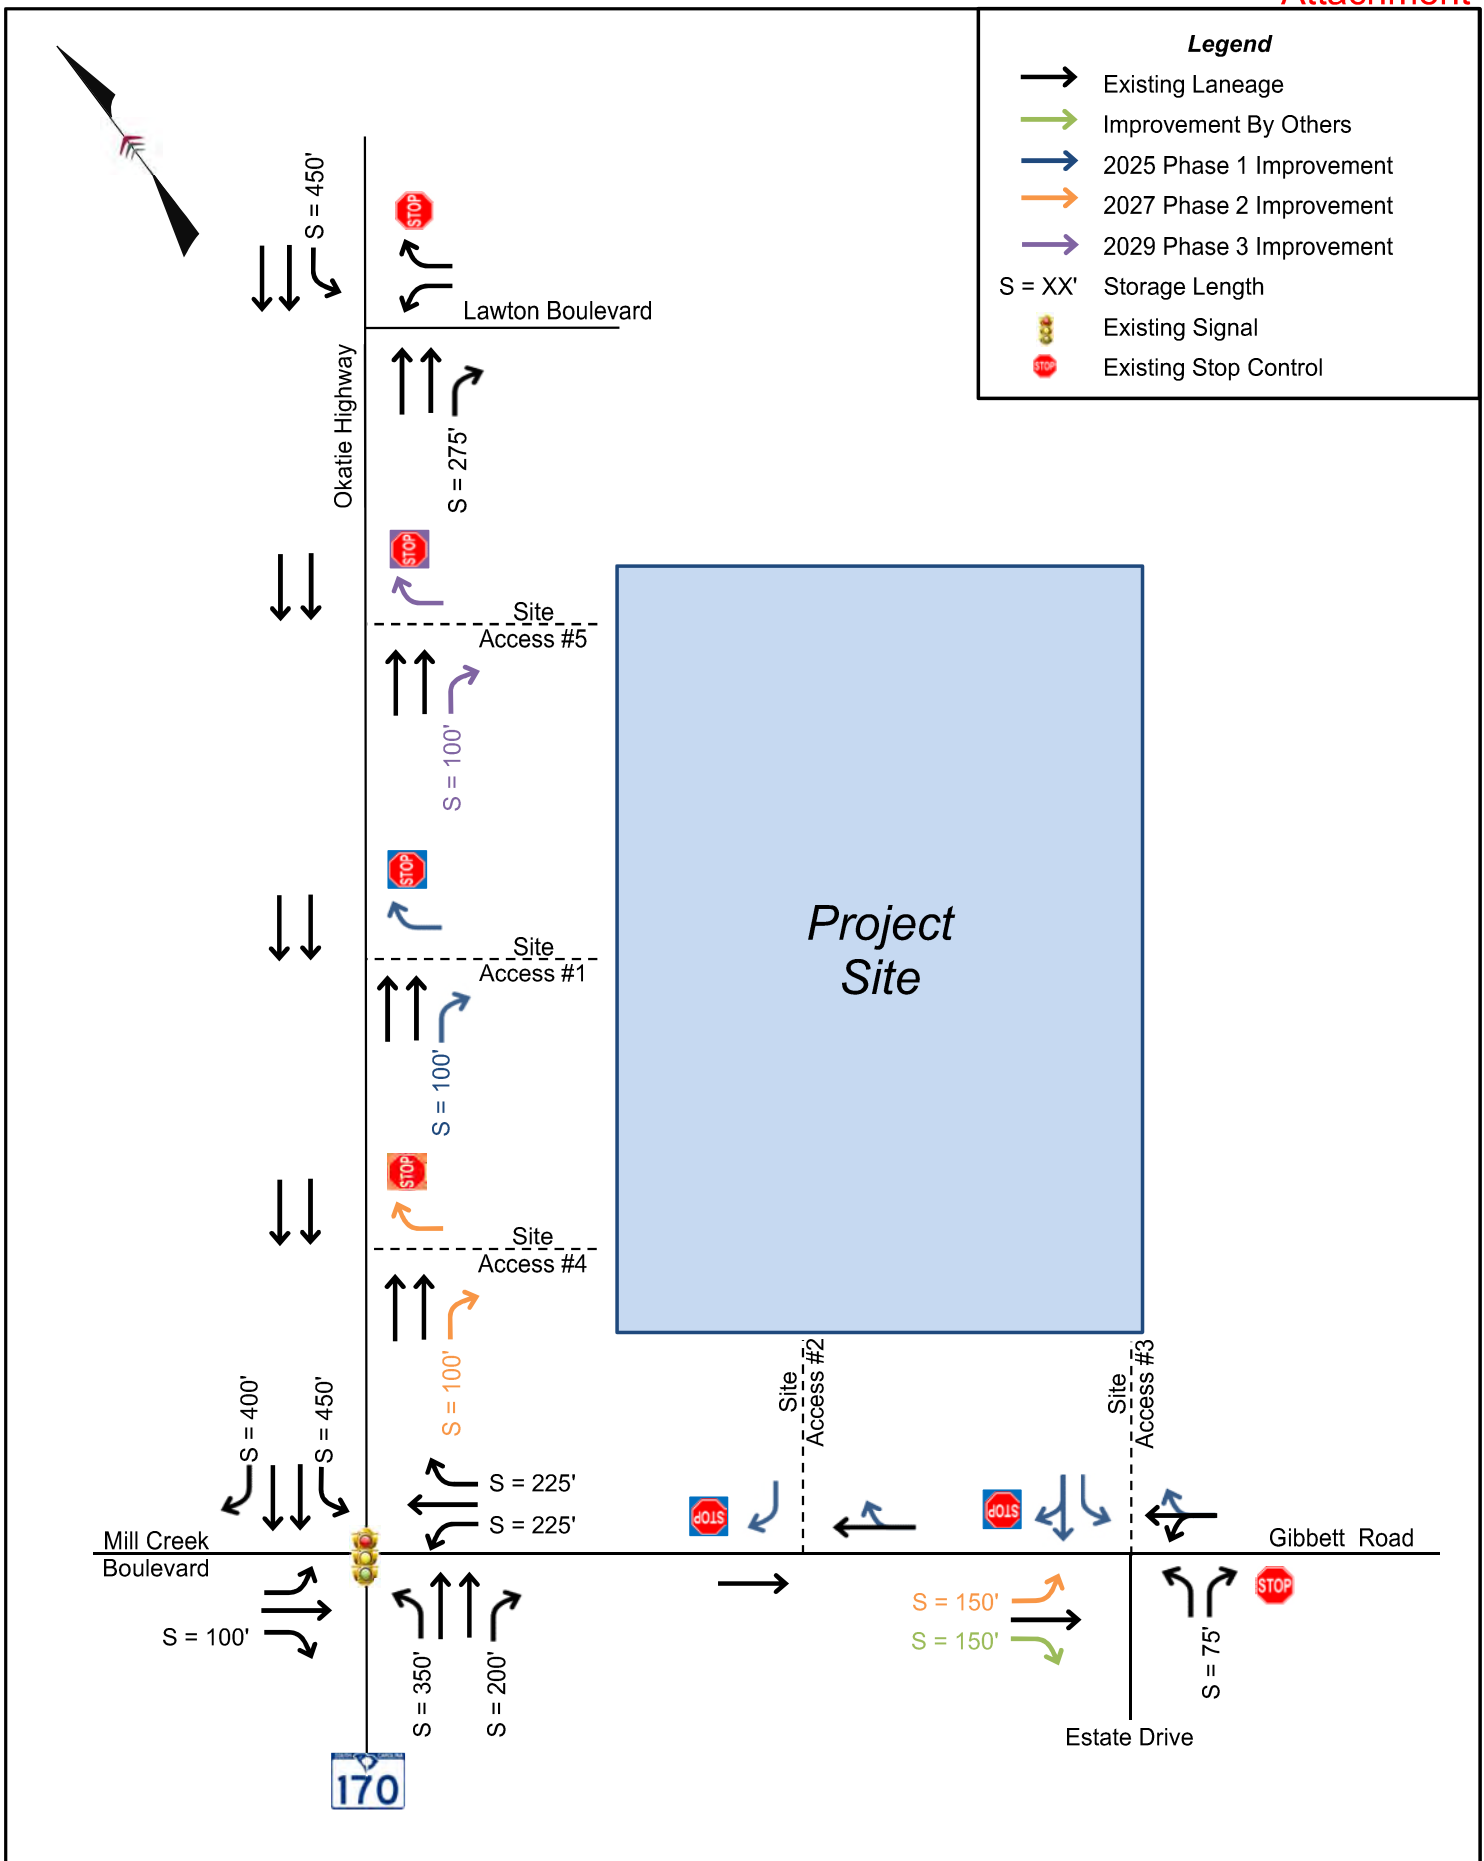 Attachment
Legend
Existing Laneage
Improvement By Others
2025 Phase 1 Improvement
2027 Phase 2 Improvement
2029 Phase 3 Improvement
S = XX' Storage Length
Existing Signal
STOP Existing Stop Control
S = 450'
STOP
Lawton Boulevard
Okatie Highway
S = 275'
STOP
Site
Access #5
S = 100'
STOP
Site
Access #1
S = 100'
Project
Site
STOP
Site
Access #4
S = 100'
S = 400'
S = 450'
S = 225'
S = 225'
Site
Access #2
Site
Access #3
STOP
STOP
Mill Creek
Boulevard
Gibbett Road
S = 100'
S = 350'
S = 200'
S = 150'
S = 150'
STOP
S = 75'
Estate Drive
170